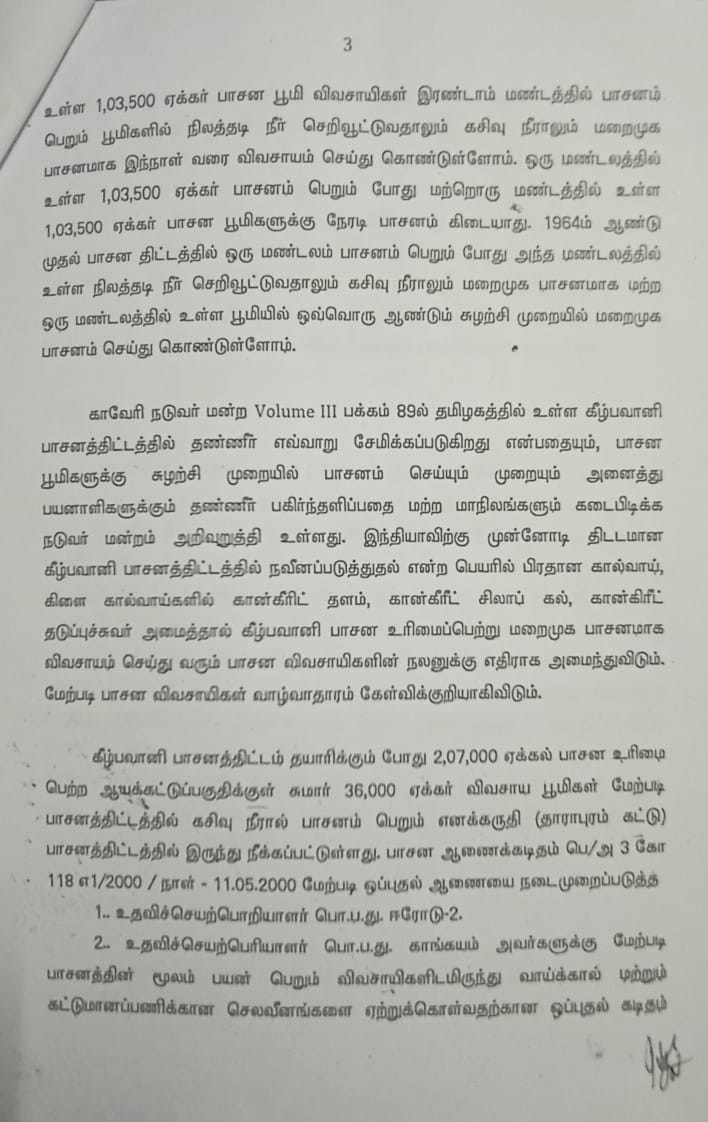 3
உள்ள 1,03,500 ஏக்கர் பாசன பூமி விவசாயிகள் இரண்டாம் மண்டத்தில் பாசனம்
பெறும் பூமிகளில் நிலத்தடி நீர் செறிவூட்டுவதாலும் கசிவு நீராலும் மறைமுக
பாசனமாக இந்நாள் வரை விவசாயம் செய்து கொண்டுள்ளோம். ஒரு மண்டலத்தில்
உள்ள 1,03,500 ஏக்கர் பாசனம் பெறும் போது மற்றொரு மண்டத்தில் உள்ள
1,03,500 ஏக்கர் பாசன பூமிகளுக்கு நேரடி பாசனம் கிடையாது. 1964ம் ஆண்டு
முதல் பாசன திட்டத்தில் ஒரு மண்டலம் பாசனம் பெறும் போது அந்த மண்டலத்தில்
உள்ள நிலத்தடி நீர் செறிவூட்டுவதாலும் கசிவு நீராலும் மறைமுக பாசனமாக மற்ற
ஒரு மண்டலத்தில் உள்ள பூமியில் ஒவ்வொரு ஆண்டும் சுழற்சி முறையில் மறைமுக
பாசனம் செய்து கொண்டுள்ளோம்.
காவேரி நடுவர் மன்ற Volume III பக்கம் 89ல் தமிழகத்தில் உள்ள கீழ்பவானி
பாசனத்திட்டத்தில் தண்ணீர் எவ்வாறு சேமிக்கப்படுகிறது என்பதையும், பாசன
பூமிகளுக்கு சுழற்சி முறையில் பாசனம் செய்யும் முறையும் அனைத்து
பயனாளிகளுக்கும் தண்ணீர் பகிர்ந்தளிப்பதை மற்ற மாநிலங்களும் கடைபிடிக்க
நடுவர் மன்றம் அறிவுறுத்தி உள்ளது. இந்தியாவிற்கு முன்னோடி திட்டமான
கீழ்பவானி பாசனத்திட்டத்தில் நவீனப்படுத்துதல் என்ற பெயரில் பிரதான கால்வாய்,
கிளை கால்வாய்களில் கான்கிரிட் தளம், கான்கிரீட் சிலாப் கல், கான்கிரீட்
தடுப்புச்சுவர் அமைத்தால் கீழ்பவானி பாசன உரிமைப்பெற்று மறைமுக பாசனமாக
விவசாயம் செய்து வரும் பாசன விவசாயிகளின் நலனுக்கு எதிராக அமைந்துவிடும்.
மேற்படி பாசன விவசாயிகள் வாழ்வாதாரம் கேள்விக்குறியாகிவிடும்.
கீழ்பவானி பாசனத்திட்டம் தயாரிக்கும் போது 2,07,000 ஏக்கல் பாசன உரிமை
பெற்ற ஆயக்கட்டுப்பகுதிக்குள் சுமார் 36,000 ஏக்கர் விவசாய பூமிகள் மேற்படி
பாசனத்திட்டத்தில் கசிவு நீரால் பாசனம் பெறும் எனக்கருதி (தாராபுரம் கட்டு)
பாசனத்திட்டத்தில் இருந்து நீக்கப்பட்டுள்ளது. பாசன ஆணைக்கடிதம் பெ/அ 3 கோ
118 எ1/2000 / நாள் - 11.05.2000 மேற்படி ஒப்புதல் ஆணையை நடைமுறைப்படுத்த
1.. உதவிச்செயற்பொறியாளர் பொ.ப.து. ஈரோடு-2.
2.. உதவிச்செயற்பெரியாளர் பொ.ப.து. காங்கயம் அவர்களுக்கு மேற்படி
பாசனத்தின் மூலம் பயன் பெறும் விவசாயிகளிடமிருந்து வாய்க்கால் மற்றும்
கட்டுமானப்பணிக்கான செலவீனங்களை ஏற்றுக்கொள்வதற்கான ஒப்புதல் கடிதம்